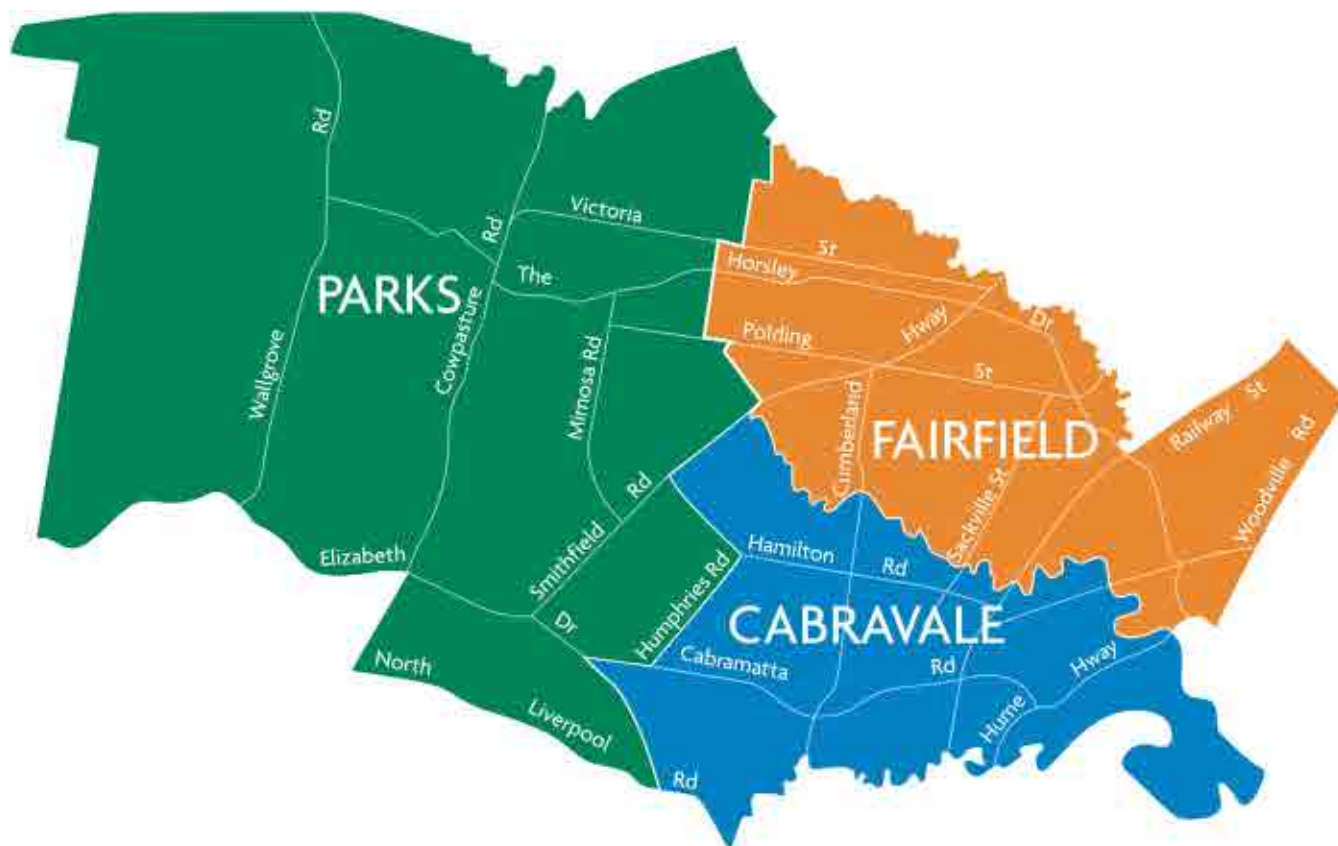 Rd
Victoria
St
Rd
The
Horsley
Dr
PARKS
Hway
Polding
St
Cowpasture
Mimosa Rd
Wallgrove
Cumberland
FAIRFIELD
Railway St
Woodville Rd
Sackville St
Smithfield Rd
Elizabeth
Dr
Hamilton Rd
Humphries Rd
CABRAVALE
North
Liverpool
Rd
Cabramatta
Rd
Hume
Hway